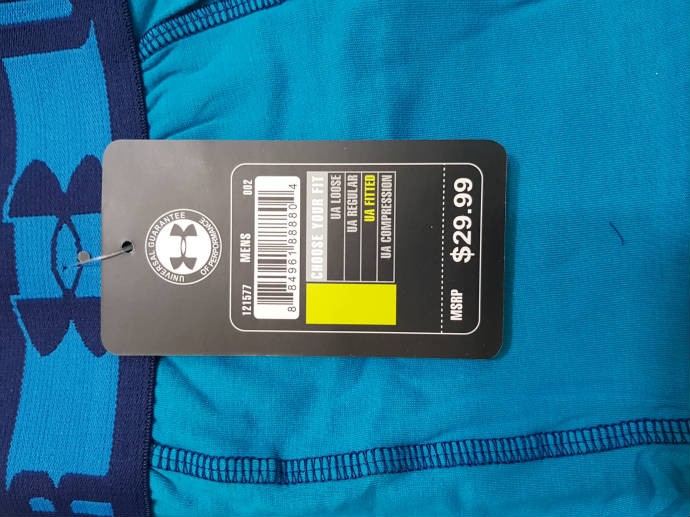 UNIVERSAL GUARANTEE
OF PERFORMANCE
121577 MENS 002
8 84961 88880 4
CHOOSE YOUR FIT
UA LOOSE
UA REGULAR
UA FITTED
UA COMPRESSION
MSRP $29.99